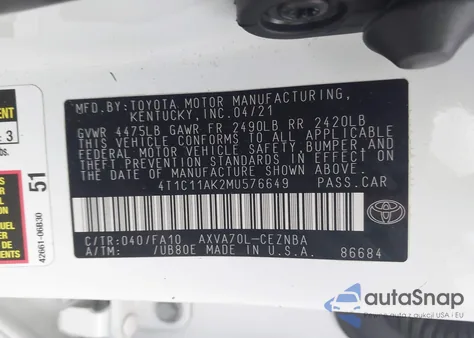 MFD.BY:TOYOTA MOTOR MANUFACTURING,
KENTUCKY, INC.04/21
GVWR 4475LB GAWR FR 2490LB RR 2420LB
THIS VEHICLE CONFORMS TO ALL APPLICABLE
FEDERAL MOTOR VEHICLE SAFETY, BUMPER, AND
THEFT PREVENTION STANDARDS IN EFFECT ON
THE DATE OF MANUFACTURE SHOWN ABOVE.
4T1C11AK2MU576649 PASS.CAR
C/TR:040/FA10 AXVA70L-CEZNBA
A/TM: /UB80E MADE IN U.S.A. 86684
TOYOTA
3
bs.
51
42661-06830
autaSnap